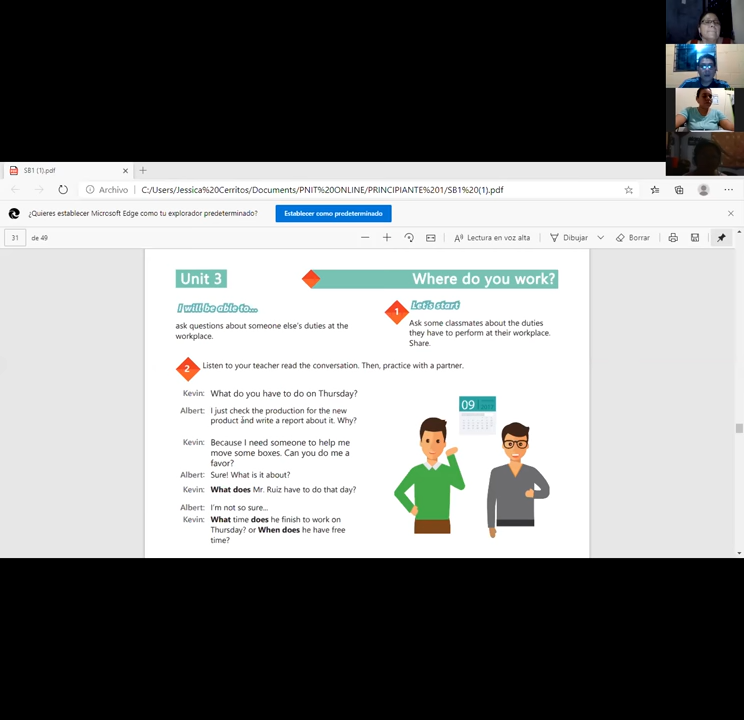 SB1 (1).pdf
Archivo
C:/Users/Jessica%20Cerritos/Documents/PNIT%20ONLINE/PRINCIPIANTE%201/SB1%20(1).pdf
¿Quieres establecer Microsoft Edge como tu explorador predeterminado?
Establecer como predeterminado
31 de 49
Lectura en voz alta
Dibujar
Borrar
Unit 3
Where do you work?
I will be able to...
ask questions about someone else's duties at the
workplace.
1
Let's start
Ask some classmates about the duties
they have to perform at their workplace.
Share.
2
Listen to your teacher read the conversation. Then, practice with a partner.
Kevin: What do you have to do on Thursday?
Albert: I just check the production for the new
product and write a report about it. Why?
Kevin: Because I need someone to help me
move some boxes. Can you do me a
favor?
Albert: Sure! What is it about?
Kevin: What does Mr. Ruiz have to do that day?
Albert: I'm not so sure...
Kevin: What time does he finish to work on
Thursday? or When does he have free
time?
09